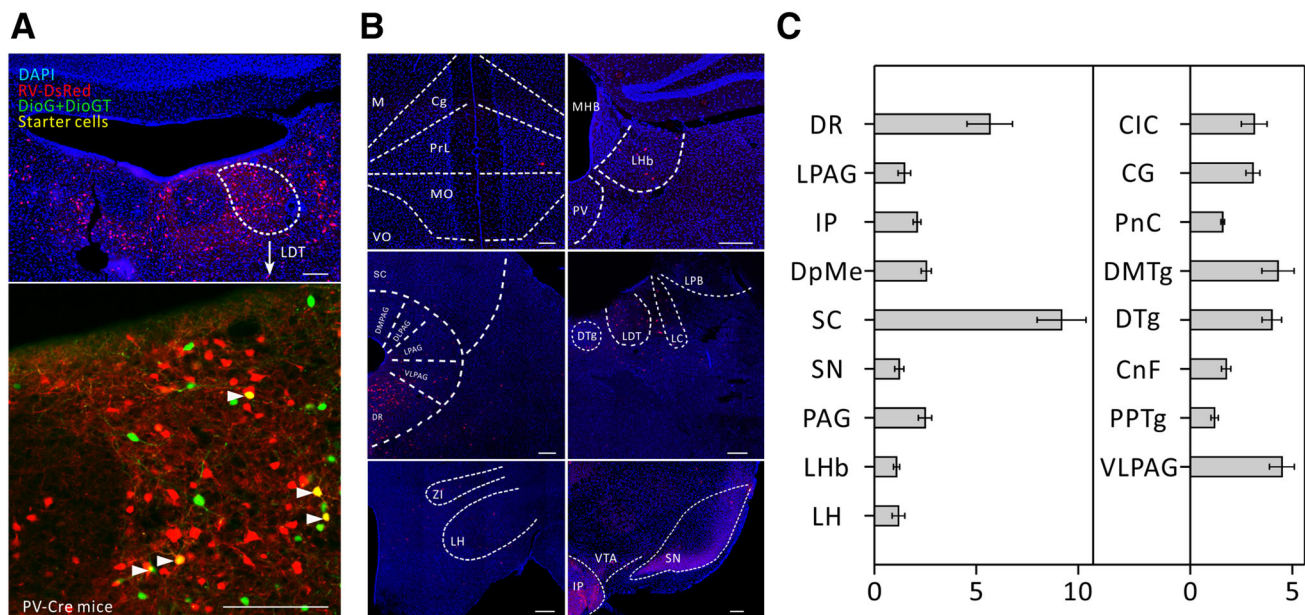 A
DAPI
RV-DsRed
DioG+DioGT
Starter cells
LDT
PV-Cre mice
B
M
Cg
PrL
MO
VO
MHB
LHb
PV
SC
DMPAG
DLPAG
LPAG
VLPAG
DR
LPB
DTg
LDT
LC
ZI
LH
VTA
SN
IP
C
DR
LPAG
IP
DpMe
SC
SN
PAG
LHb
LH
0 5 10
CIC
CG
PnC
DMTg
DTg
CnF
PPTg
VLPAG
0 5